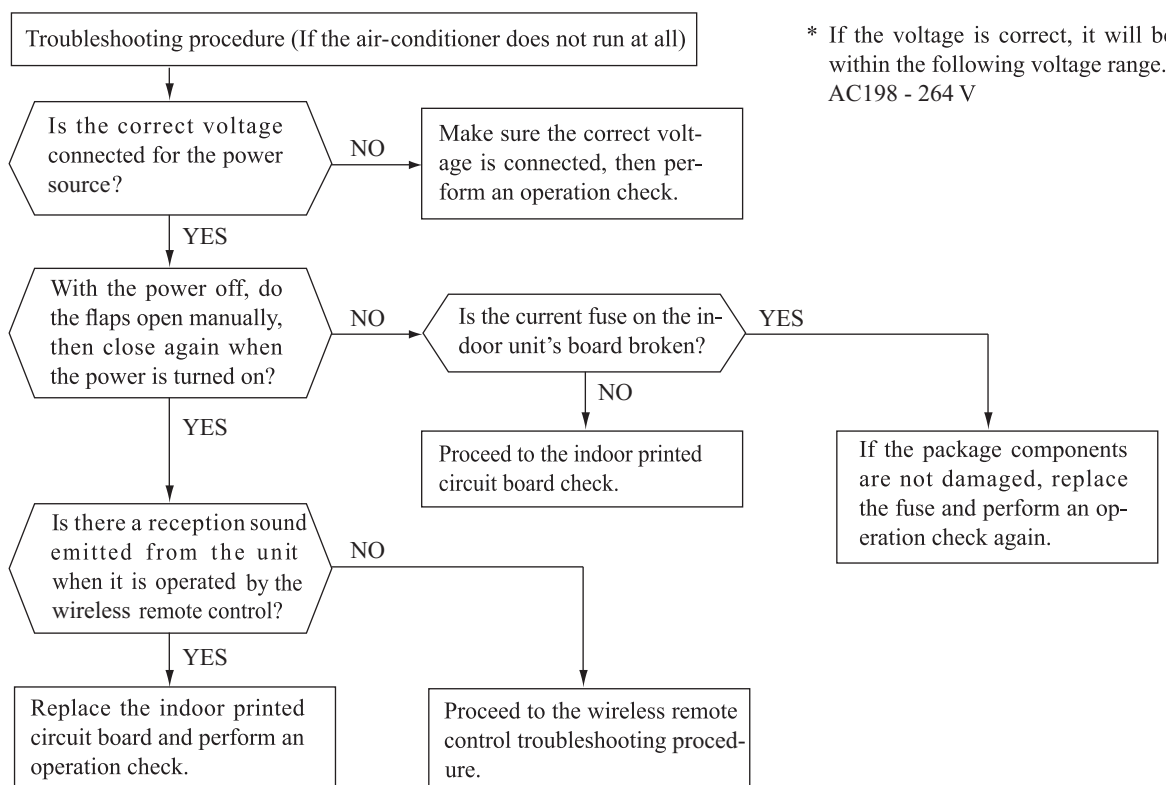 Troubleshooting procedure (If the air-conditioner does not run at all)
* If the voltage is correct, it will be
within the following voltage range.
AC198 - 264 V
Is the correct voltage
connected for the power
source?
NO
Make sure the correct volt-
age is connected, then per-
form an operation check.
YES
With the power off, do
the flaps open manually,
then close again when
the power is turned on?
NO
Is the current fuse on the in-
door unit's board broken?
YES
NO
YES
Proceed to the indoor printed
circuit board check.
If the package components
are not damaged, replace
the fuse and perform an op-
eration check again.
Is there a reception sound
emitted from the unit
when it is operated by the
wireless remote control?
NO
YES
Replace the indoor printed
circuit board and perform an
operation check.
Proceed to the wireless remote
control troubleshooting proced-
ure.